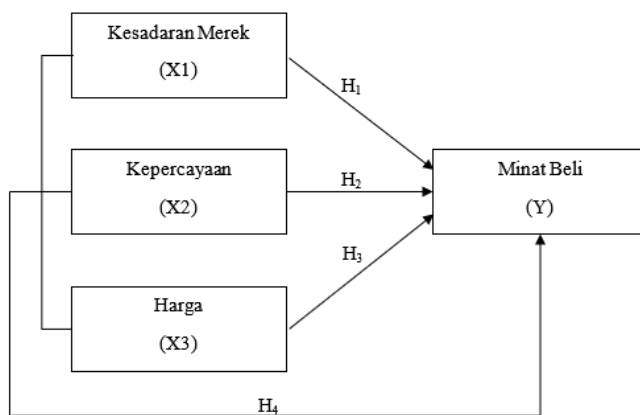 Kesadaran Merek
(X1)
H₁
Kepercayaan
(X2)
H₂
Minat Beli
(Y)
H₃
Harga
(X3)
H₄